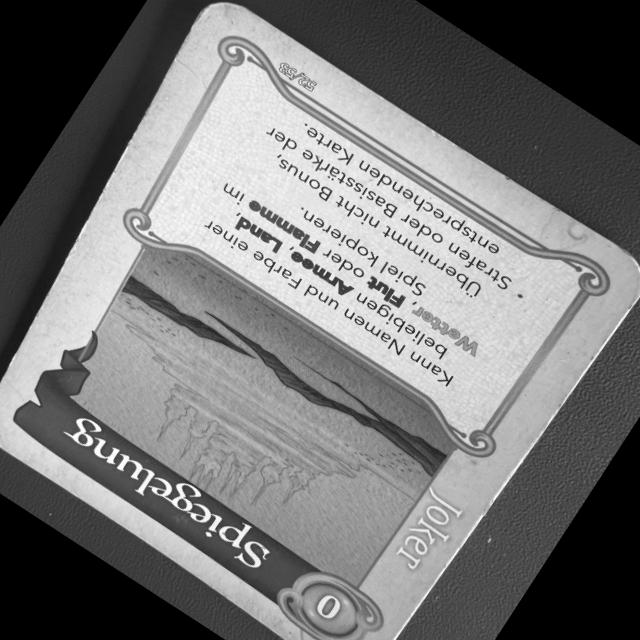 0
Spiegelung
Joker
Kann Namen und Farbe einer
beliebigen Armee, Land,
Wetter, Flut oder Flamme im
Spiel kopieren.
Übernimmt nicht Bonus,
Strafen oder Basisstärke der
entsprechenden Karte.
52/53